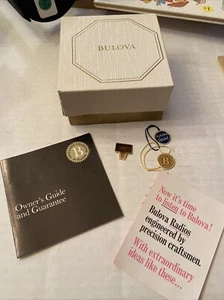 BULOVA
B
Owner's Guide
and Guarantee
B
Now it's time
to listen to Bulova!
Bulova Radios
engineered by
precision craftsmen.
With extraordinary
ideas like these...